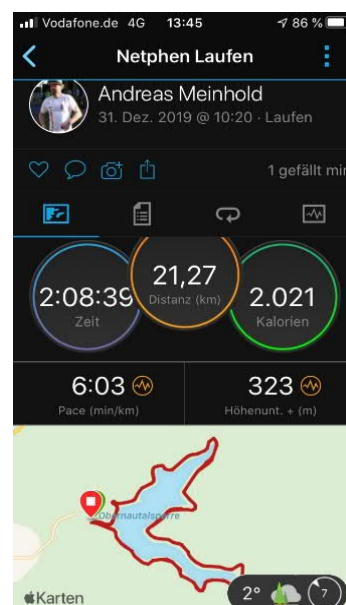 Vodafone.de 4G 13:45 86 %
Netphen Laufen
Andreas Meinhold
31. Dez. 2019 @ 10:20 · Laufen
1 gefällt mir
2:08:39
Zeit
21,27
Distanz (km)
2.021
Kalorien
6:03
Pace (min/km)
323
Höhenunt. + (m)
Obernautalsperre
Karten
2°
7